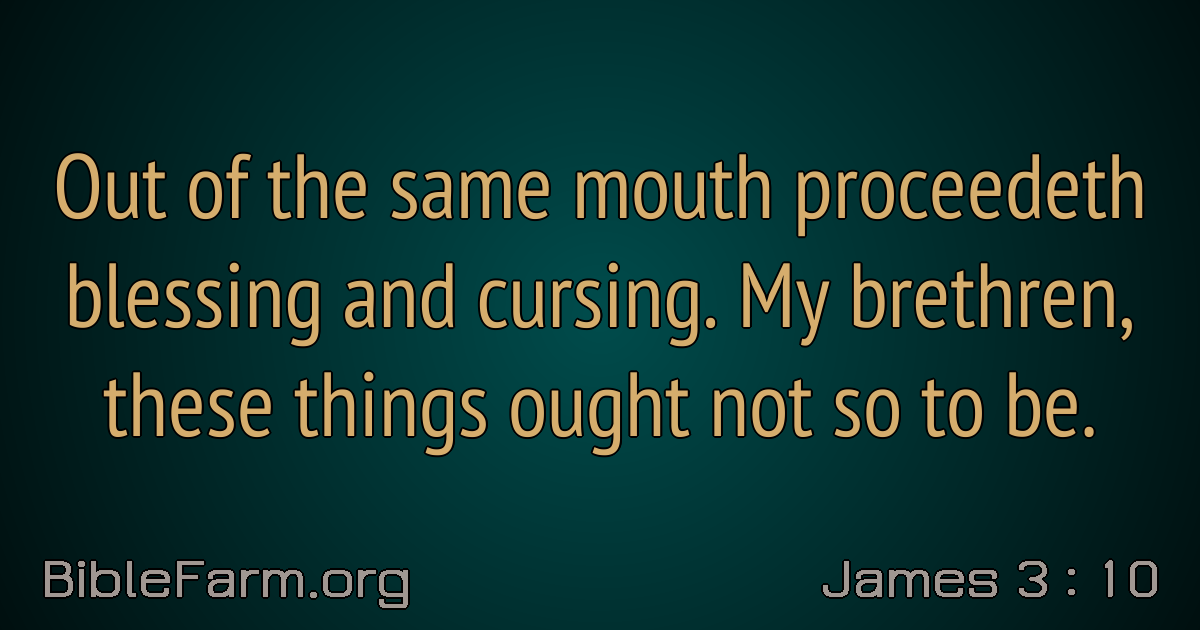 Out of the same mouth proceedeth
blessing and cursing. My brethren,
these things ought not so to be.
BibleFarm.org
James 3 : 10